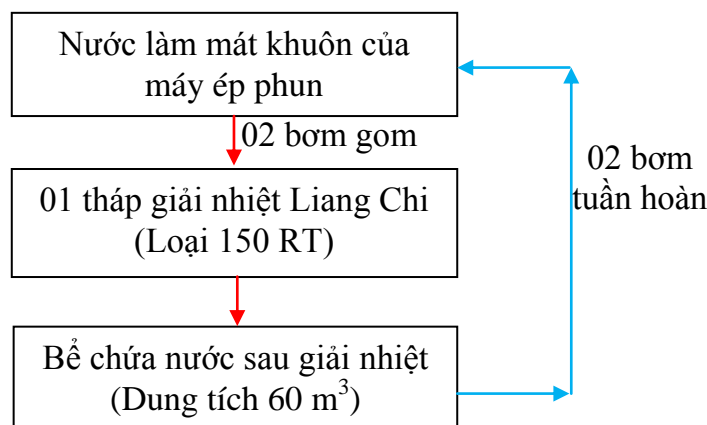 Nước làm mát khuôn của
máy ép phun
02 bơm gom
02 bơm
tuần hoàn
01 tháp giải nhiệt Liang Chi
(Loại 150 RT)
Bể chứa nước sau giải nhiệt
(Dung tích 60 m³)